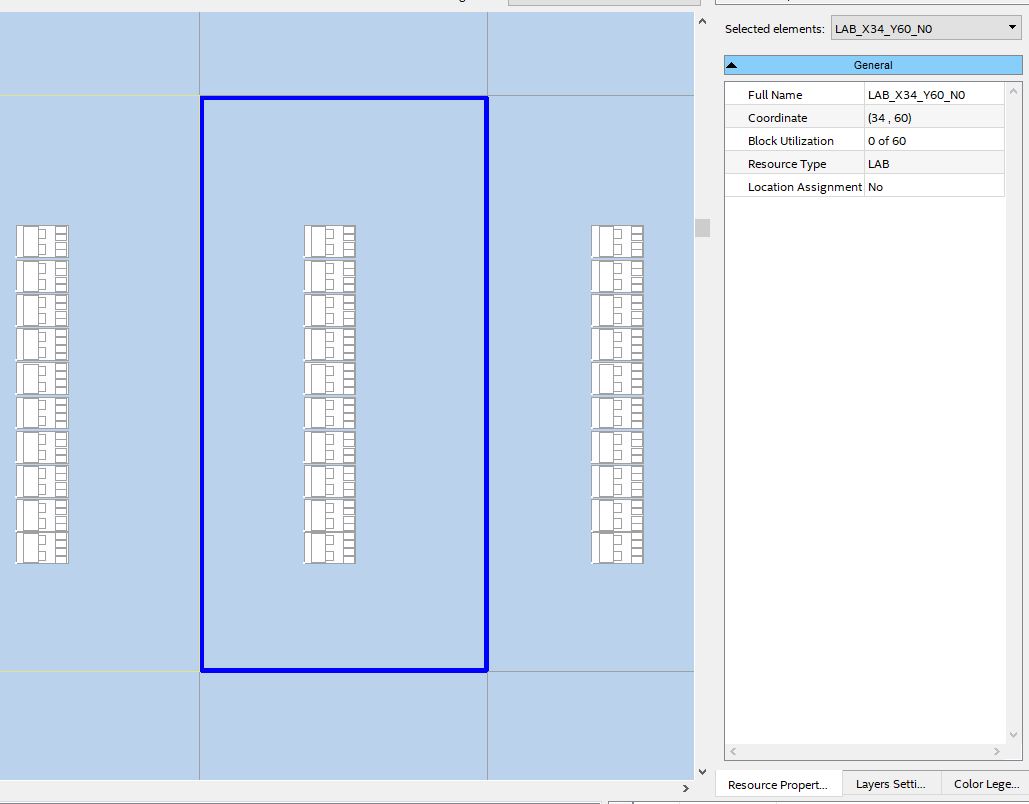 Selected elements: LAB_X34_Y60_N0
General
Full Name LAB_X34_Y60_N0
Coordinate (34 , 60)
Block Utilization 0 of 60
Resource Type LAB
Location Assignment No
Resource Propert... Layers Setti... Color Lege...